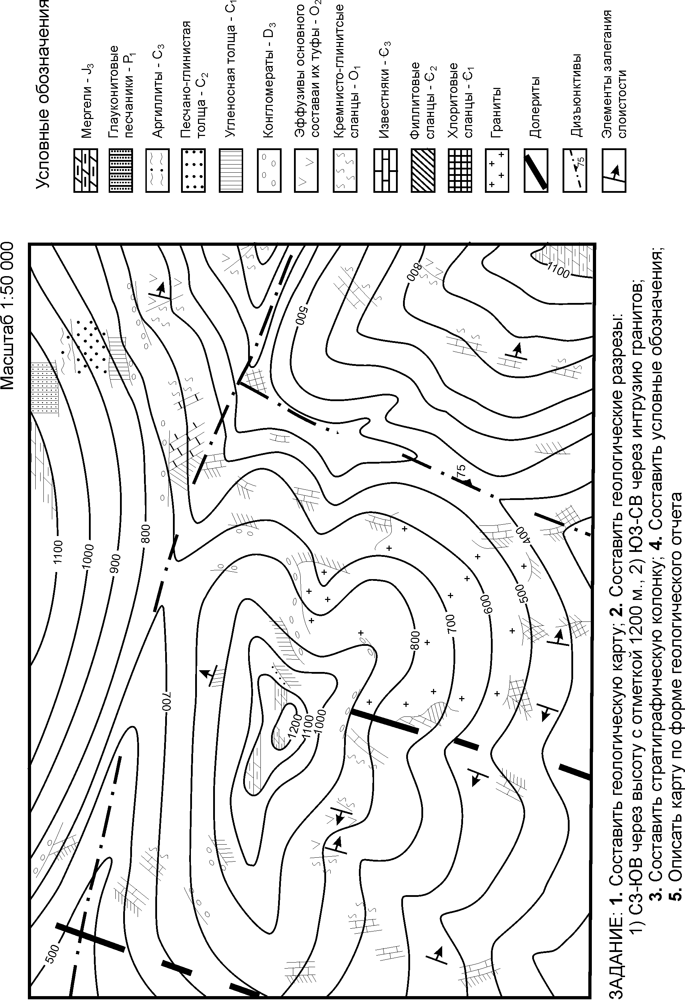 Масштаб 1:50 000
1100
1000
900
800
700
500
1200
1100
1000
800
700
600
500
400
75
500
800
1100
Условные обозначения
Мергели - J3
Глауконитовые
песчаники - P1
Аргиллиты - C3
Песчано-глинистая
толща - C2
Угленосная толща - C1
Конгломераты - D3
Эффузивы основного
составаи их туфы - O2
Кремнисто-глинитсые
сланцы - O1
Известняки - Є3
Филлитовые
сланцы - Є2
Хлоритовые
сланцы - Є1
Граниты
Долериты
75
Дизъюнктивы
Элементы залегания
слоистости
ЗАДАНИЕ: 1. Составить геологическую карту; 2. Составить геологические разрезы:
1) СЗ-ЮВ через высоту с отметкой 1200 м., 2) ЮЗ-СВ через интрузию гранитов;
3. Составить стратиграфическую колонку; 4. Составить условные обозначения;
5. Описать карту по форме геологического отчета